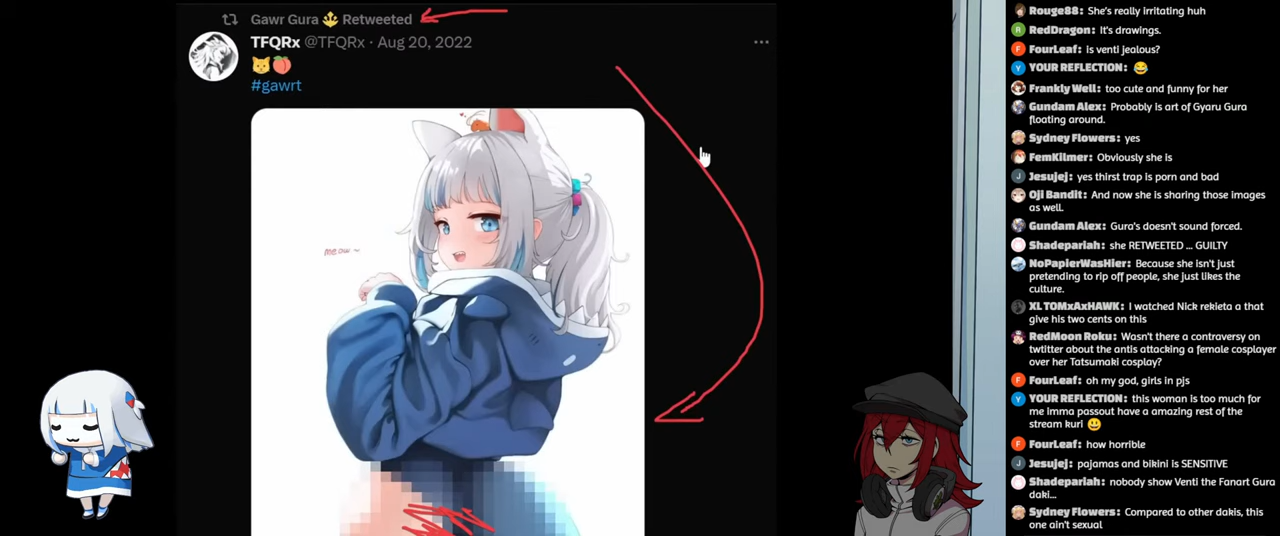 Gawr Gura 🔱 Retweeted
TFQRx @TFQRx · Aug 20, 2022
🐱🍑
#gawrt
meow ~
Rouge88: She's really irritating huh
RedDragon: It's drawings.
FourLeaf: is venti jealous?
YOUR REFLECTION: 😂
Frankly Well: too cute and funny for her
Gundam Alex: Probably is art of Gyaru Gura
floating around.
Sydney Flowers: yes
FemKilmer: Obviously she is
Jesujej: yes thirst trap is porn and bad
Oji Bandit: And now she is sharing those images
as well.
Gundam Alex: Gura's doesn't sound forced.
Shadepariah: she RETWEETED ... GUILTY
NoPapierWasHier: Because she isn't just
pretending to rip off people, she just likes the
culture.
XL TOMxAxHAWK: I watched Nick rekieta a that
give his two cents on this
RedMoon Roku: Wasn't there a controversy on
twtitter about the antis attacking a female cosplayer
over her Tatsumaki cosplay?
FourLeaf: oh my god, girls in pjs
YOUR REFLECTION: this woman is too much for
me imma passout have a amazing rest of the
stream kuri 😃
FourLeaf: how horrible
Jesujej: pajamas and bikini is SENSITIVE
Shadepariah: nobody show Venti the Fanart Gura
daki...
Sydney Flowers: Compared to other dakis, this
one ain't sexual